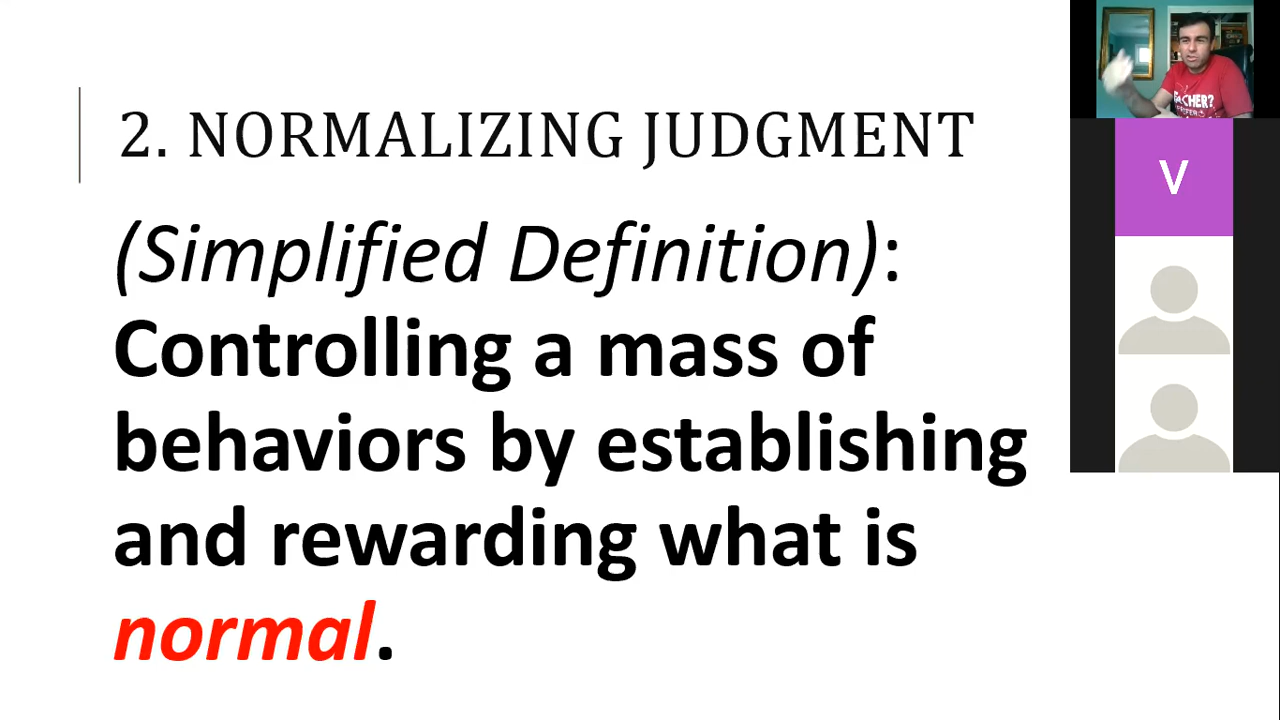 2. NORMALIZING JUDGMENT
(Simplified Definition):
Controlling a mass of
behaviors by establishing
and rewarding what is
normal.
V